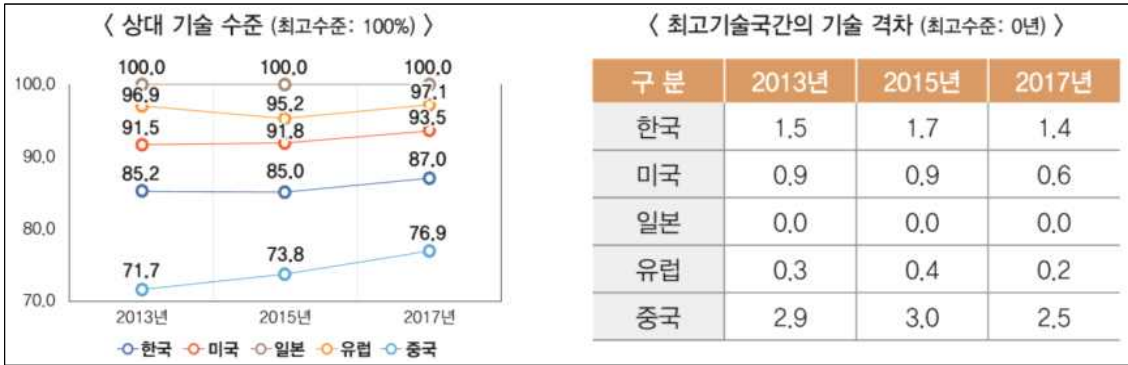 〈 상대 기술 수준 (최고수준: 100%) 〉
100.0 100.0 100.0
100.0
96.9 95.2 97.1
91.5 91.8 93.5
90.0
85.2 85.0 87.0
80.0
71.7 73.8 76.9
70.0
2013년 2015년 2017년
한국 미국 일본 유럽 중국
〈 최고기술국간의 기술 격차 (최고수준: 0년) 〉
구 분 2013년 2015년 2017년
한국 1.5 1.7 1.4
미국 0.9 0.9 0.6
일본 0.0 0.0 0.0
유럽 0.3 0.4 0.2
중국 2.9 3.0 2.5